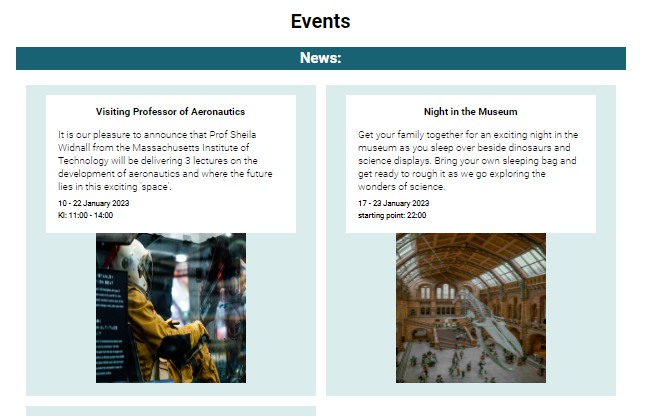 Events
News:
Visiting Professor of Aeronautics
It is our pleasure to announce that Prof Sheila
Widnall from the Massachusetts Institute of
Technology will be delivering 3 lectures on the
development of aeronautics and where the future
lies in this exciting 'space'.
10 - 22 January 2023
Kl: 11:00 - 14:00
Night in the Museum
Get your family together for an exciting night in the
museum as you sleep over beside dinosaurs and
science displays. Bring your own sleeping bag and
get ready to rough it as we go exploring the
wonders of science.
17 - 23 January 2023
starting point: 22:00